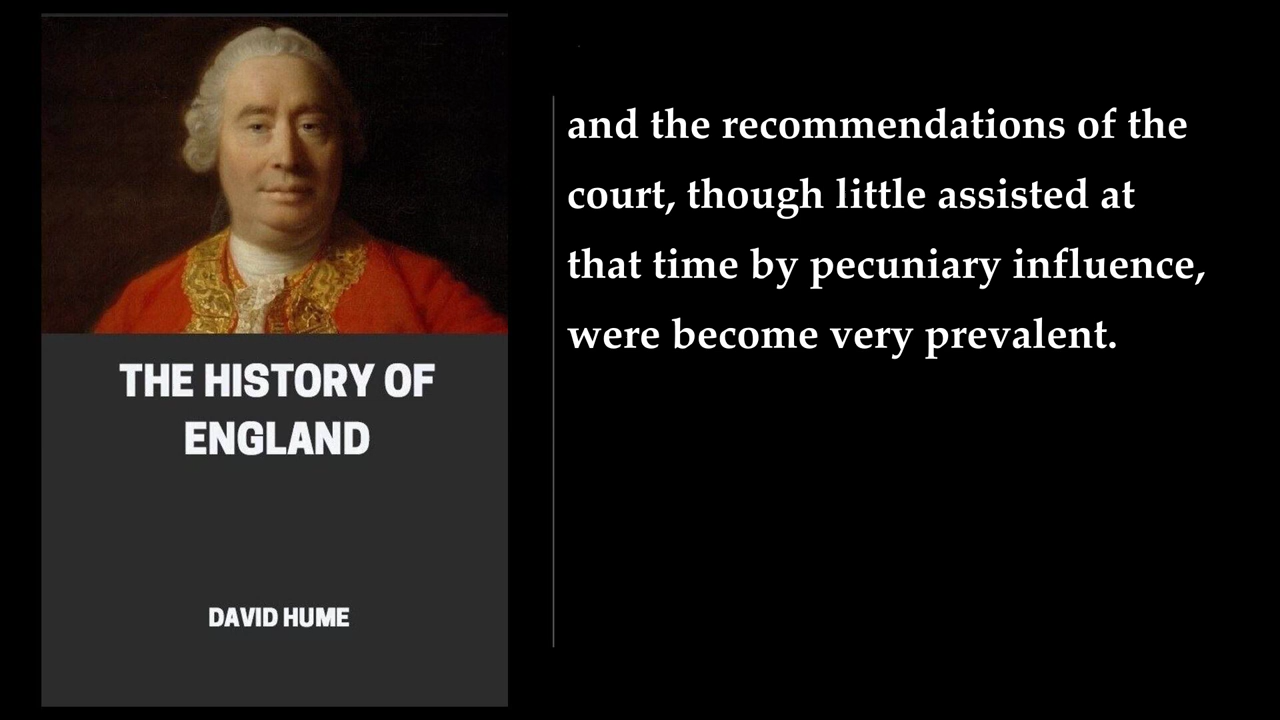 THE HISTORY OF
ENGLAND
DAVID HUME
and the recommendations of the
court, though little assisted at
that time by pecuniary influence,
were become very prevalent.